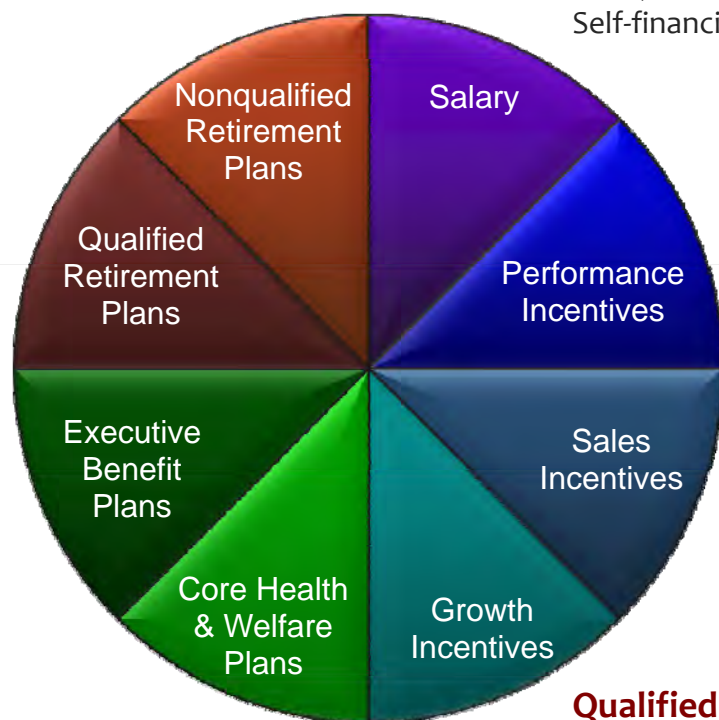 Self-financi
Nonqualified
Retirement
Plans
Salary
Qualified
Retirement
Plans
Performance
Incentives
Executive
Benefit
Plans
Sales
Incentives
Core Health
& Welfare
Plans
Growth
Incentives
Qualified